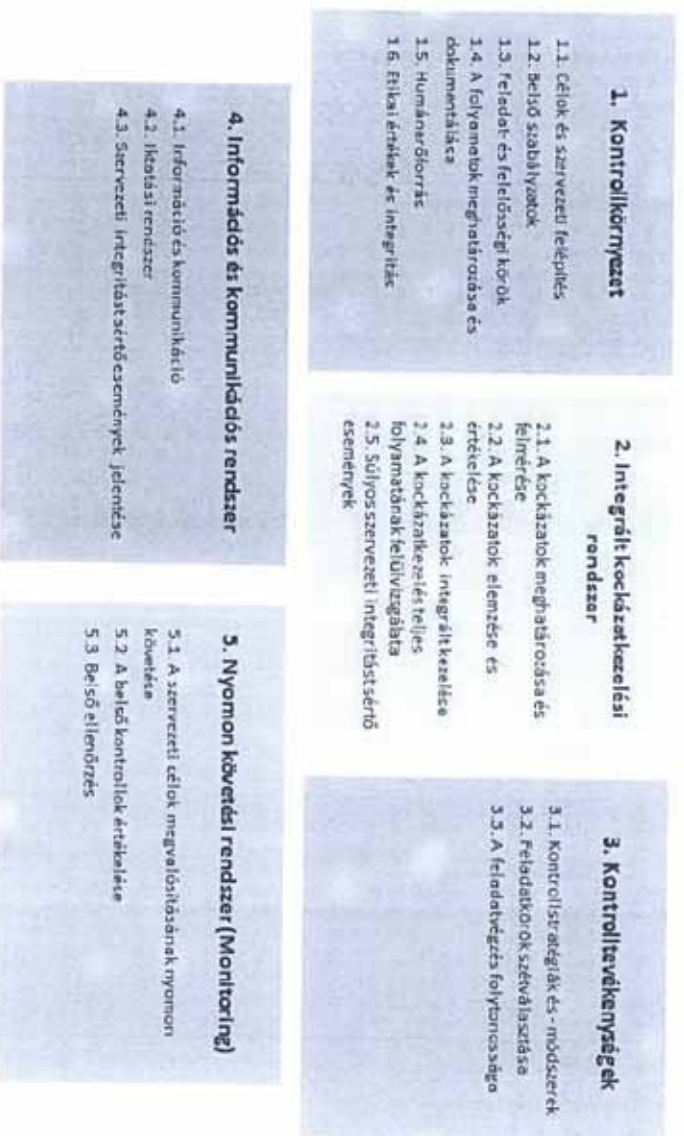 1. Kontrollkörnyezet
1.1. Célok és szervezeti felépítés
1.2. Belső szabályzatok
1.3. Feladat- és felelősségi körök
1.4. A folyamatok meghatározása és
dokumentálása
1.5. Humánerőforrás
1.6. Etikai értékek és integritás
2. Integrált kockázatkezelési
rendszer
2.1. A kockázatok meghatározása és
felmérése
2.2. A kockázatok elemzése és
értékelése
2.3. A kockázatok integrált kezelése
2.4. A kockázatkezelés teljes
folyamatának felülvizsgálata
2.5. Súlyos szervezeti integritást sértő
események
3. Kontrolltevékenységek
3.1. Kontrollstratégiák és - módszerek
3.2. Feladatkörök szétválasztása
3.3. A feladatvégzés folytonossága
4. Információs és kommunikációs rendszer
4.1. Információ és kommunikáció
4.2. Iktatási rendszer
4.3. Szervezeti integritást sértő események jelentése
5. Nyomon követési rendszer (Monitoring)
5.1 A szervezeti célok megvalósításának nyomon
követése
5.2 A belső kontrollok értékelése
5.3 Belső ellenőrzés